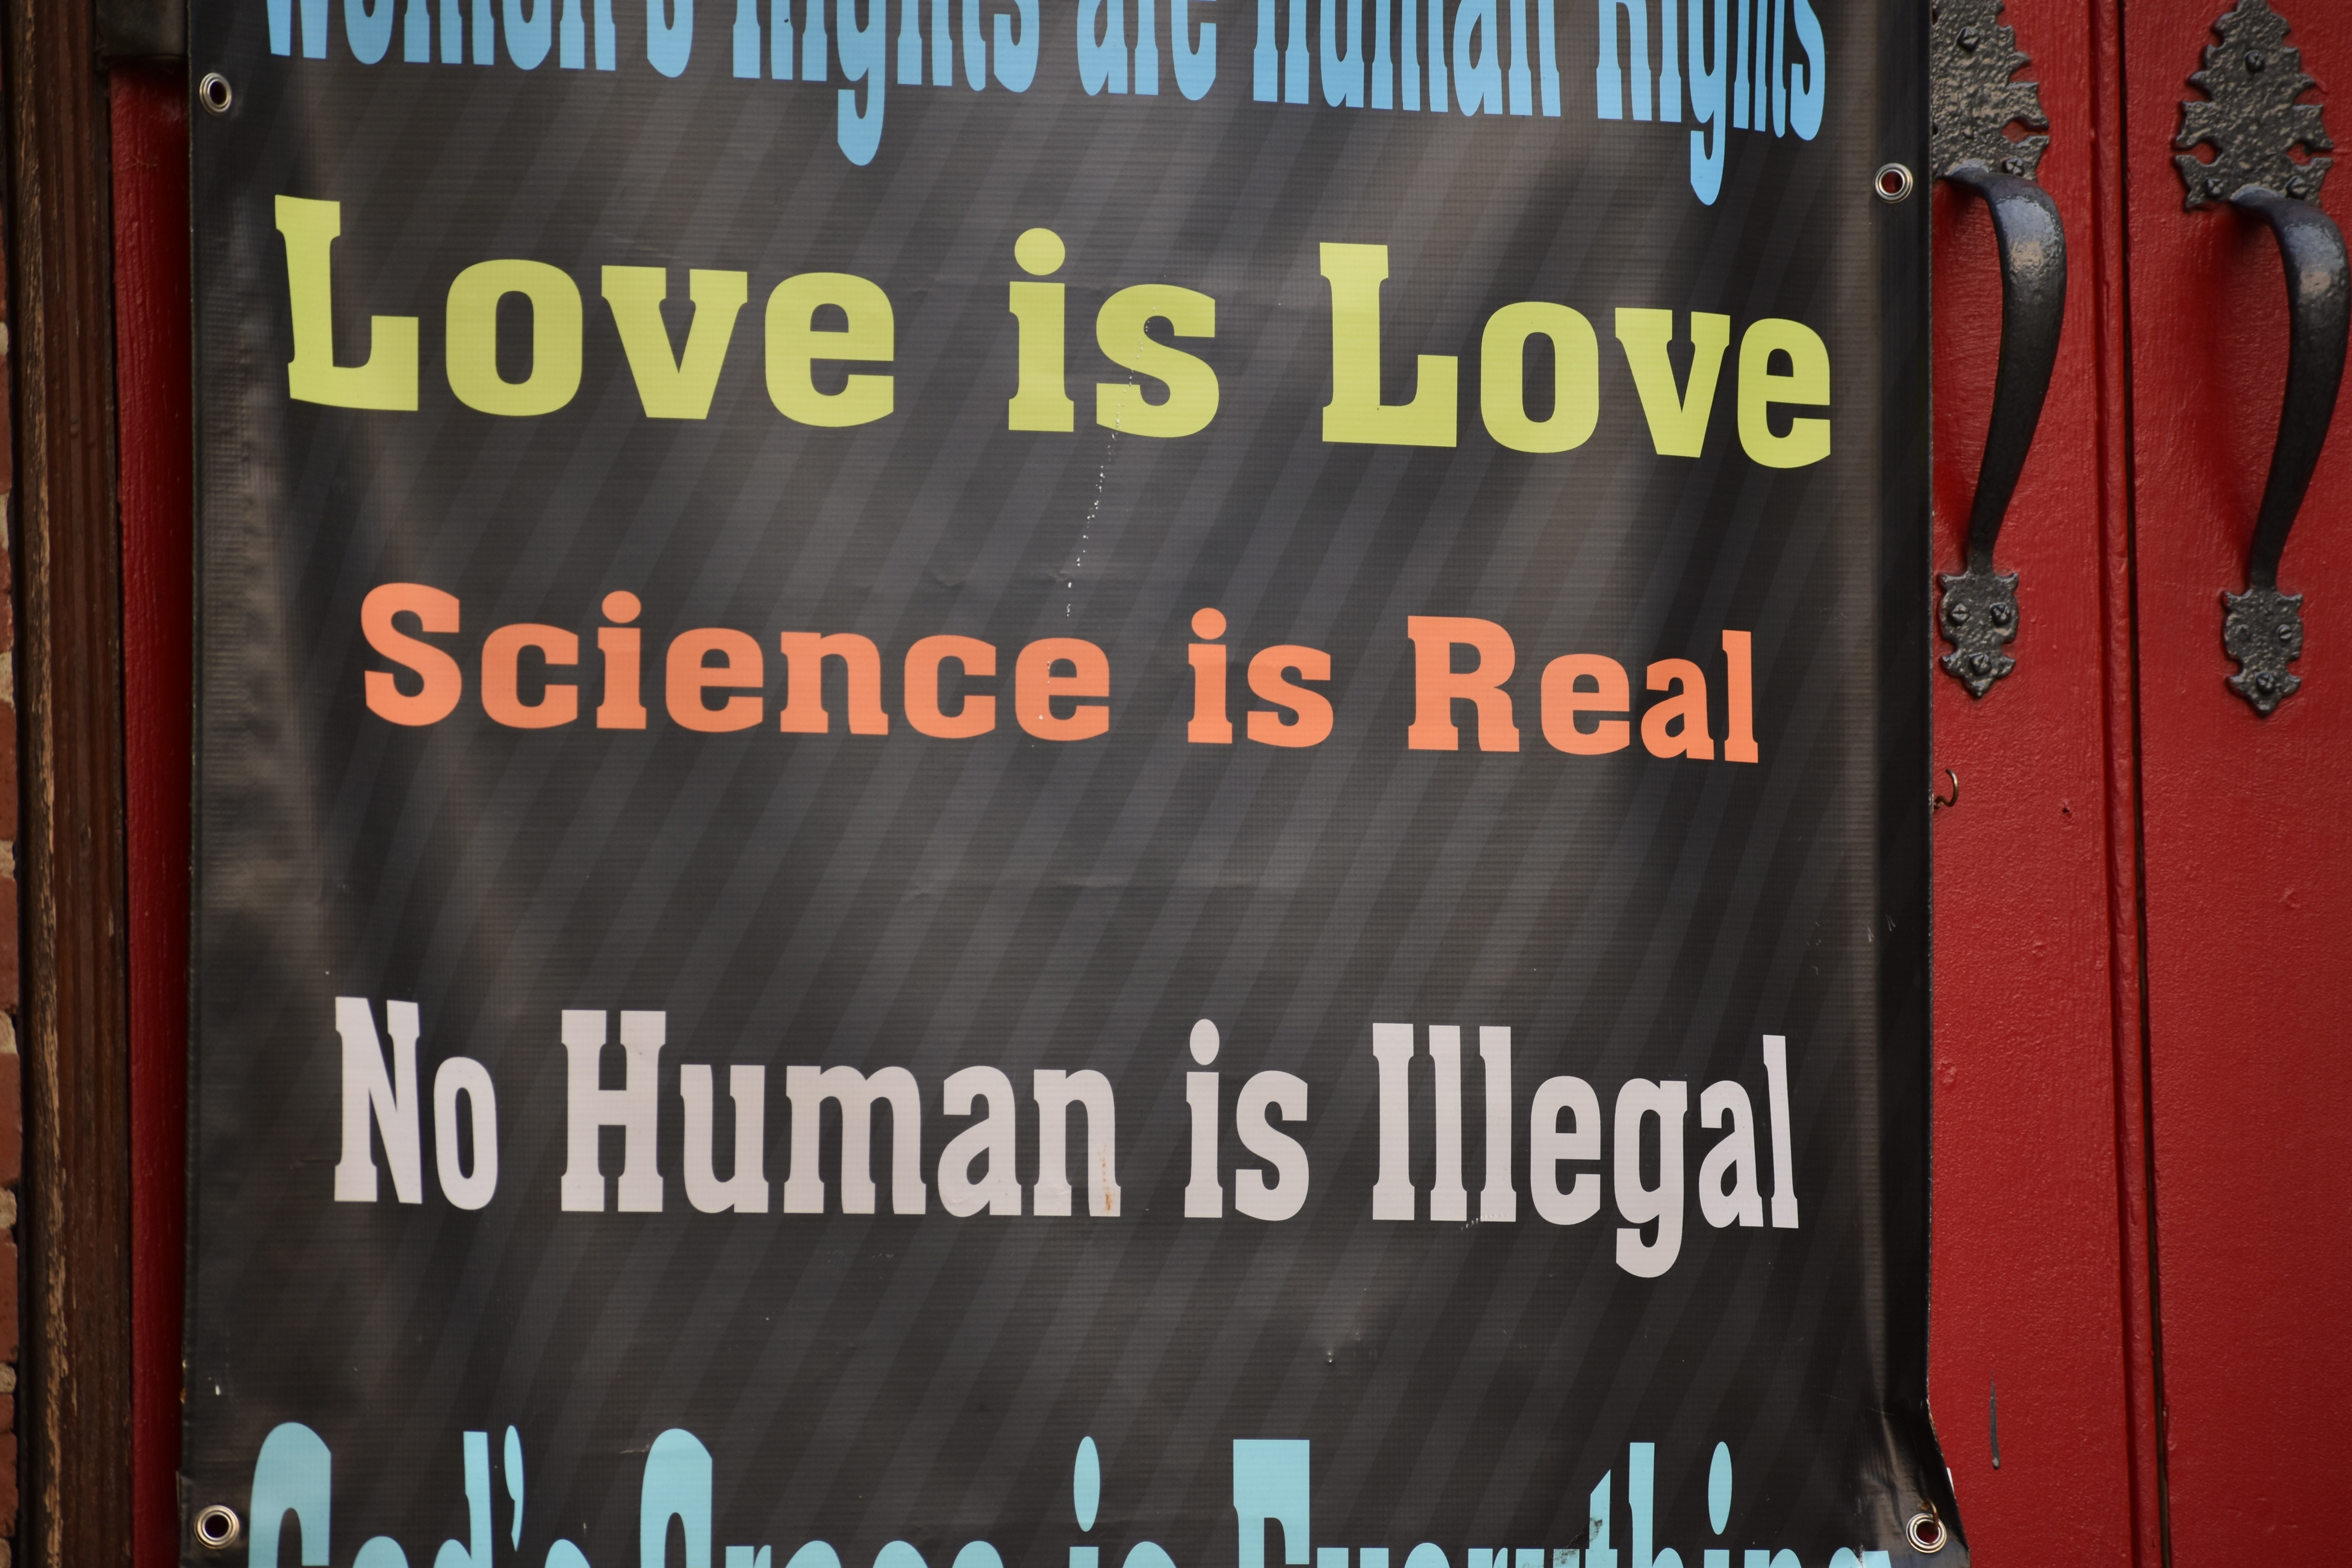 Women's Rights are Human Rights
Love is Love
Science is Real
No Human is Illegal
God's Grace is Everything